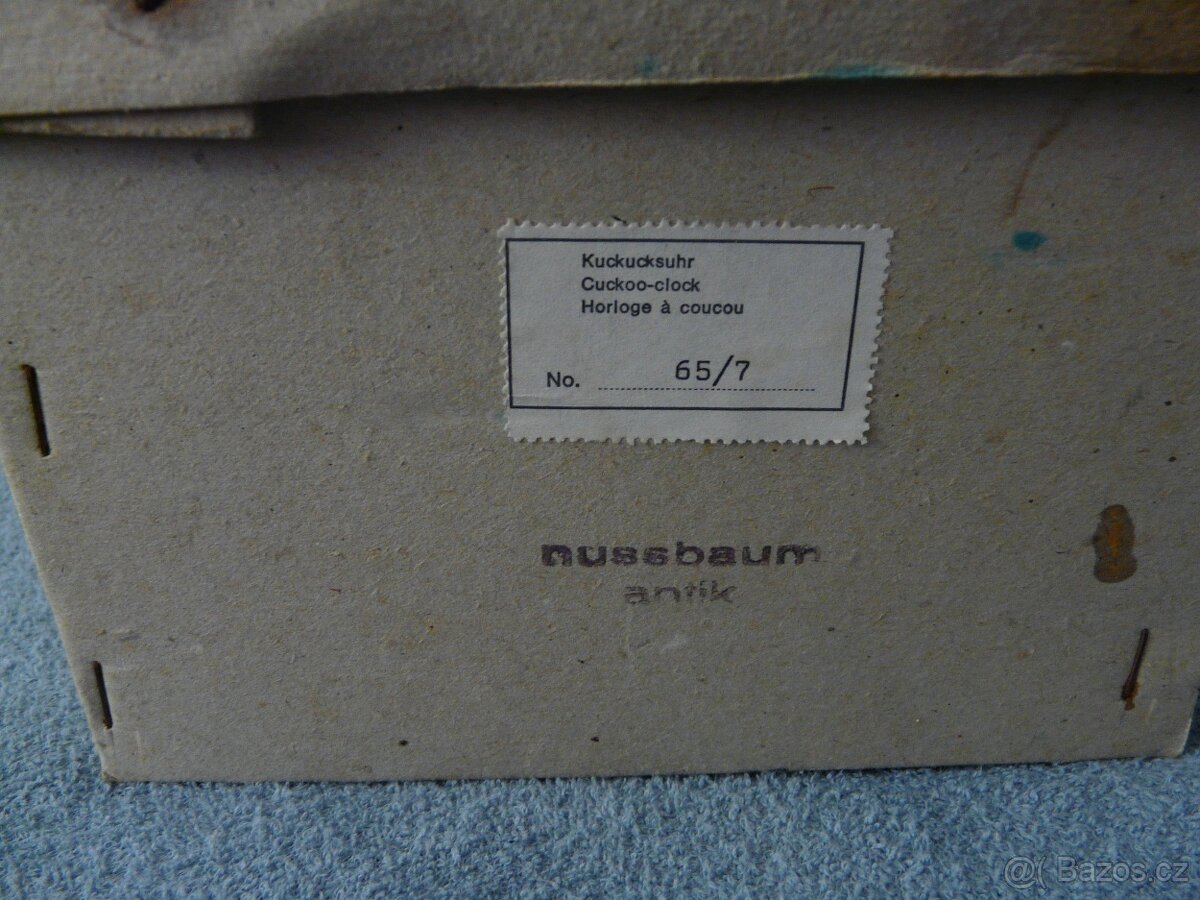 Kuckucksuhr
Cuckoo-clock
Horloge à coucou
No. 65/7
nussbaum
antik
Bazos.cz